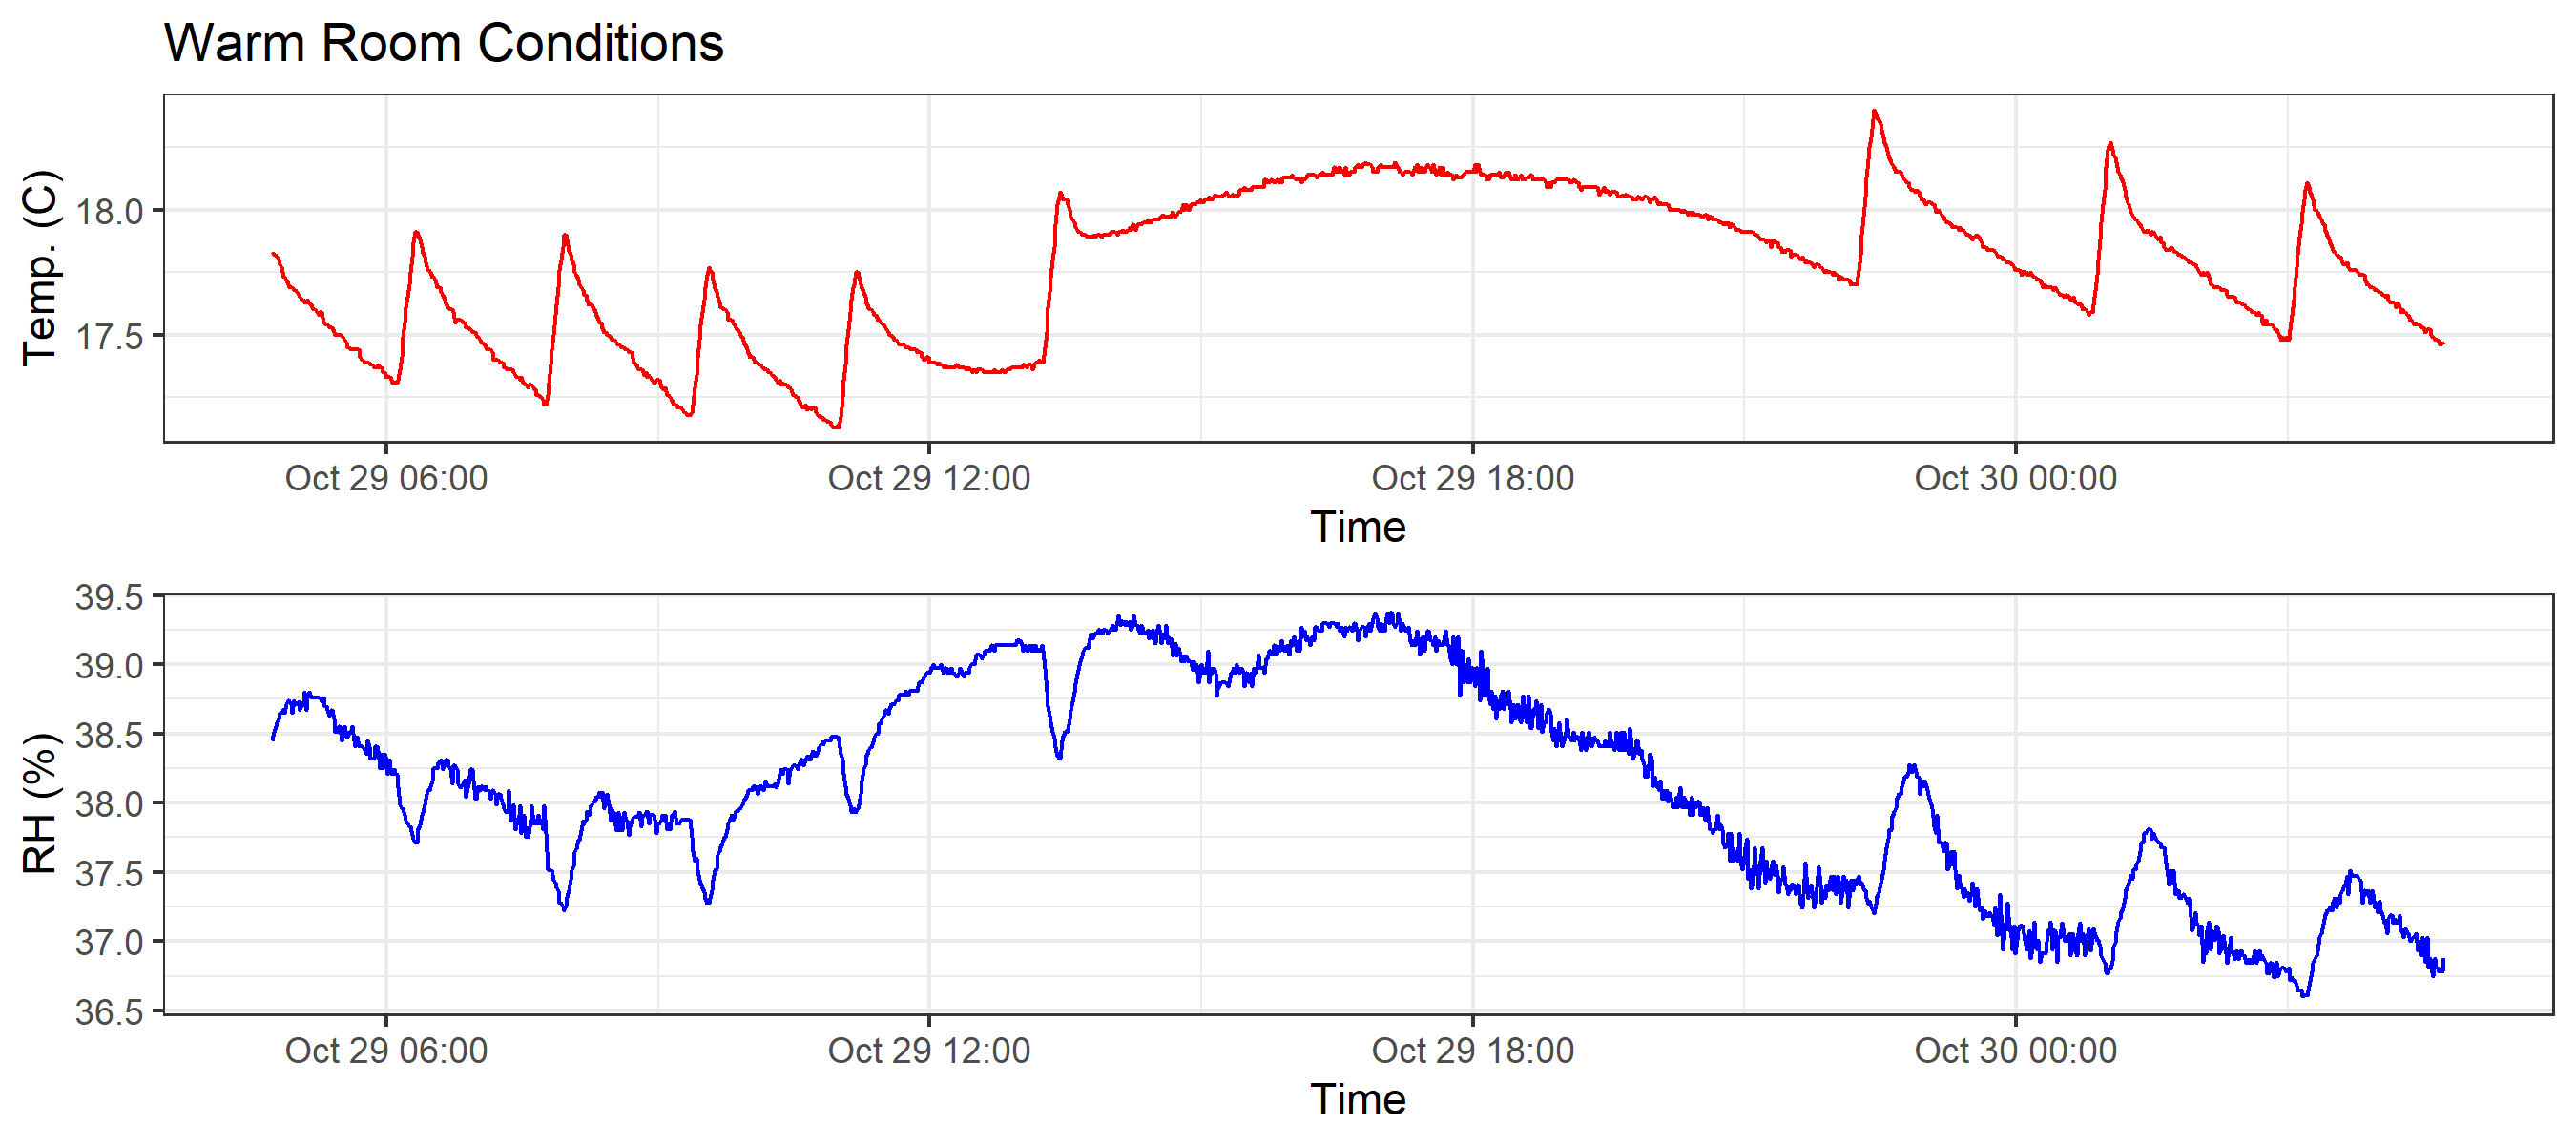 Warm Room Conditions
Temp. (C)
18.0
17.5
Oct 29 06:00 Oct 29 12:00 Oct 29 18:00 Oct 30 00:00
Time
RH (%)
39.5
39.0
38.5
38.0
37.5
37.0
36.5
Oct 29 06:00 Oct 29 12:00 Oct 29 18:00 Oct 30 00:00
Time